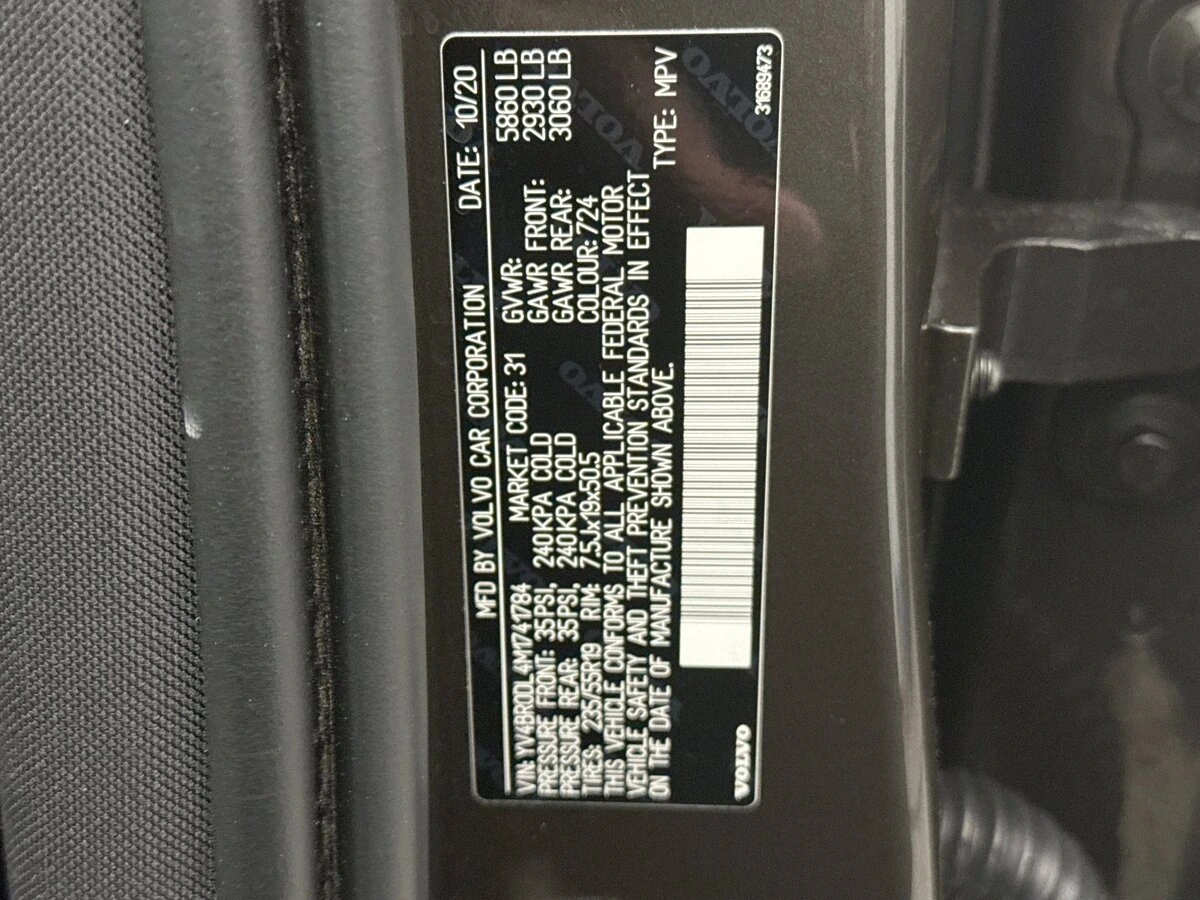 MFD BY VOLVO CAR CORPORATION DATE: 10/20
VIN: YV4BR0DL4M1741784 MARKET CODE: 31 GVWR: 5860 LB
PRESSURE FRONT: 35PSI, 240KPA COLD GAWR FRONT: 2930 LB
PRESSURE REAR: 35PSI, 240KPA COLD GAWR REAR: 3060 LB
TIRES: 235/55R19 RIM: 7.5Jx19x50.5 COLOUR: 724
THIS VEHICLE CONFORMS TO ALL APPLICABLE FEDERAL MOTOR
VEHICLE SAFETY AND THEFT PREVENTION STANDARDS IN EFFECT
ON THE DATE OF MANUFACTURE SHOWN ABOVE. TYPE: MPV
VOLVO 31689473